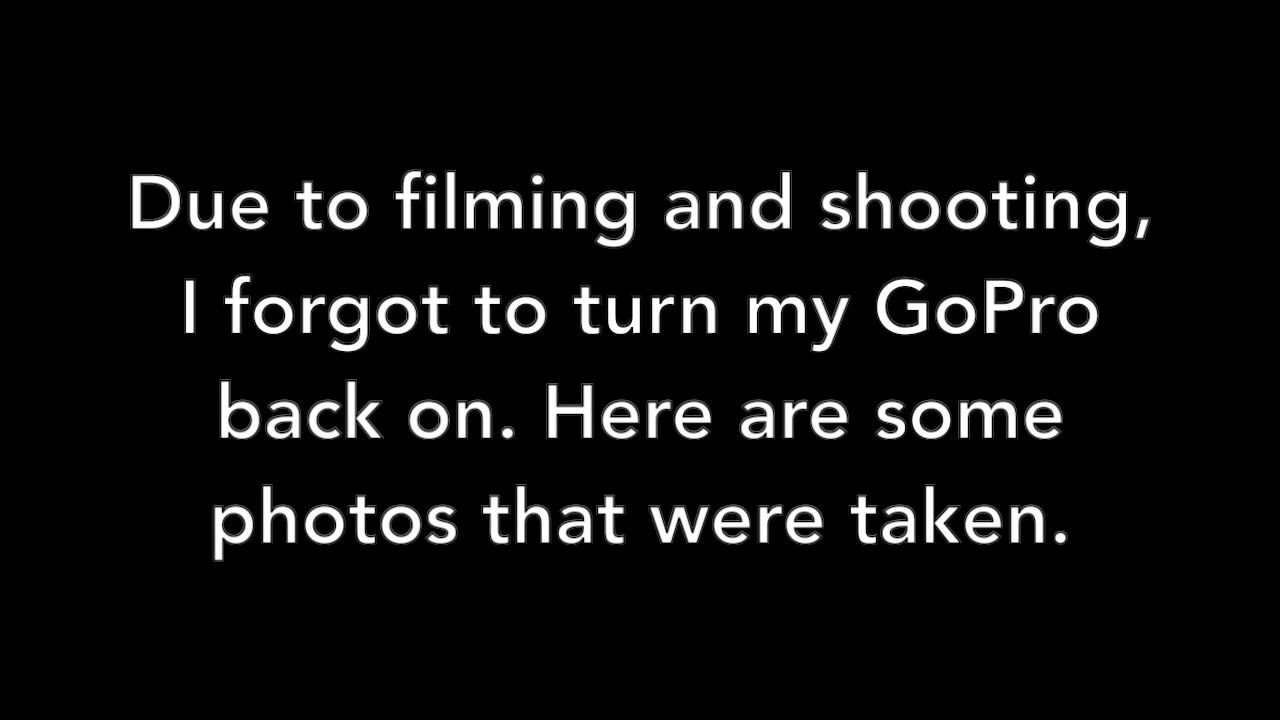 Due to filming and shooting,
I forgot to turn my GoPro
back on. Here are some
photos that were taken.